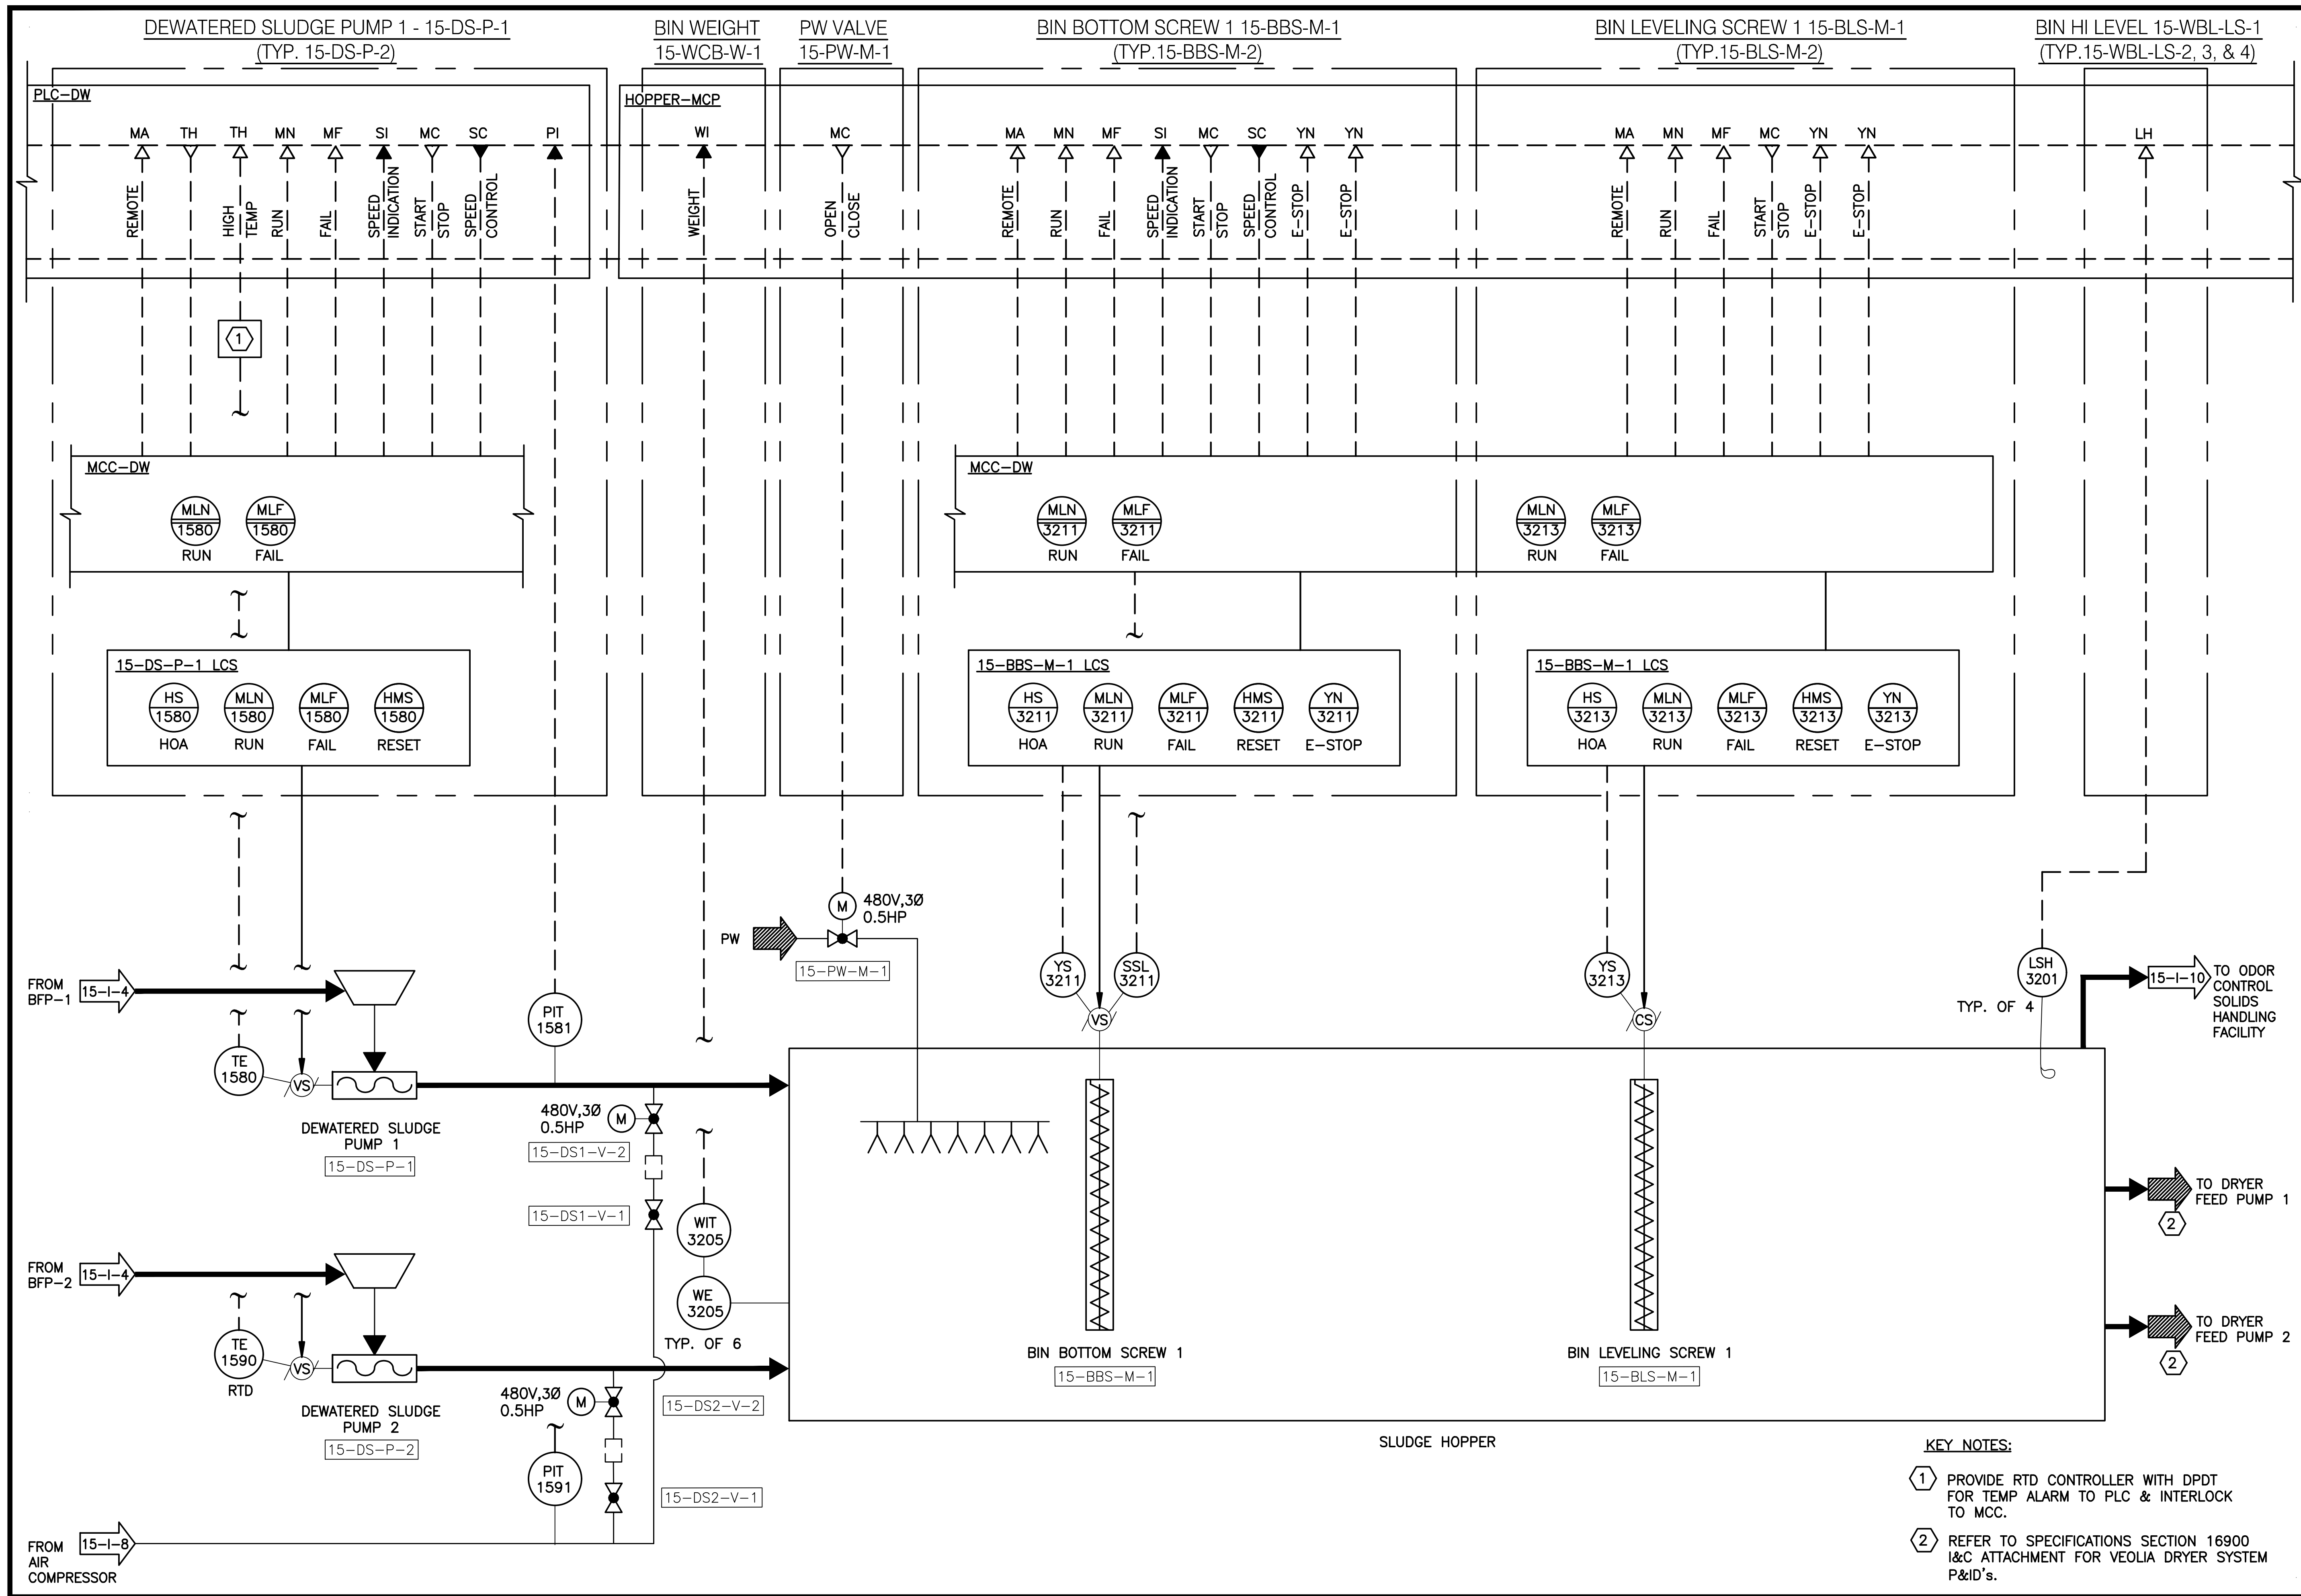 DEWATERED SLUDGE PUMP 1 - 15-DS-P-1
(TYP. 15-DS-P-2)
BIN WEIGHT
15-WCB-W-1
PW VALVE
15-PW-M-1
BIN BOTTOM SCREW 1 15-BBS-M-1
(TYP.15-BBS-M-2)
BIN LEVELING SCREW 1 15-BLS-M-1
(TYP.15-BLS-M-2)
BIN HI LEVEL 15-WBL-LS-1
(TYP.15-WBL-LS-2, 3, & 4)
PLC-DW
HOPPER-MCP
MA TH TH MN MF SI MC SC PI WI MC MA MN MF SI MC SC YN YN MA MN MF MC YN YN LH
REMOTE
HIGH
TEMP
RUN
FAIL
SPEED
INDICATION
START
STOP
SPEED
CONTROL
WEIGHT
OPEN
CLOSE
REMOTE
RUN
FAIL
SPEED
INDICATION
START
STOP
SPEED
CONTROL
E-STOP
E-STOP
REMOTE
RUN
FAIL
START
STOP
E-STOP
E-STOP
1
MCC-DW
MLN
1580
RUN
MLF
1580
FAIL
MCC-DW
MLN
3211
RUN
MLF
3211
FAIL
MLN
3213
RUN
MLF
3213
FAIL
15-DS-P-1 LCS
HS
1580
HOA
MLN
1580
RUN
MLF
1580
FAIL
HMS
1580
RESET
15-BBS-M-1 LCS
HS
3211
HOA
MLN
3211
RUN
MLF
3211
FAIL
HMS
3211
RESET
YN
3211
E-STOP
15-BBS-M-1 LCS
HS
3213
HOA
MLN
3213
RUN
MLF
3213
FAIL
HMS
3213
RESET
YN
3213
E-STOP
M
480V,3Ø
0.5HP
PW
15-PW-M-1
YS
3211
SSL
3211
VS
YS
3213
CS
LSH
3201
TYP. OF 4
15-I-10
TO ODOR
CONTROL
SOLIDS
HANDLING
FACILITY
FROM
BFP-1
15-I-4
PIT
1581
TE
1580
VS
DEWATERED SLUDGE
PUMP 1
15-DS-P-1
480V,3Ø
0.5HP
M
15-DS1-V-2
15-DS1-V-1
WIT
3205
WE
3205
TYP. OF 6
TO DRYER
FEED PUMP 1
2
FROM
BFP-2
15-I-4
TE
1590
RTD
VS
DEWATERED SLUDGE
PUMP 2
15-DS-P-2
480V,3Ø
0.5HP
M
15-DS2-V-2
PIT
1591
15-DS2-V-1
BIN BOTTOM SCREW 1
15-BBS-M-1
BIN LEVELING SCREW 1
15-BLS-M-1
TO DRYER
FEED PUMP 2
2
SLUDGE HOPPER
FROM
AIR
COMPRESSOR
15-I-8
KEY NOTES:
1 PROVIDE RTD CONTROLLER WITH DPDT
FOR TEMP ALARM TO PLC & INTERLOCK
TO MCC.
2 REFER TO SPECIFICATIONS SECTION 16900
I&C ATTACHMENT FOR VEOLIA DRYER SYSTEM
P&ID's.